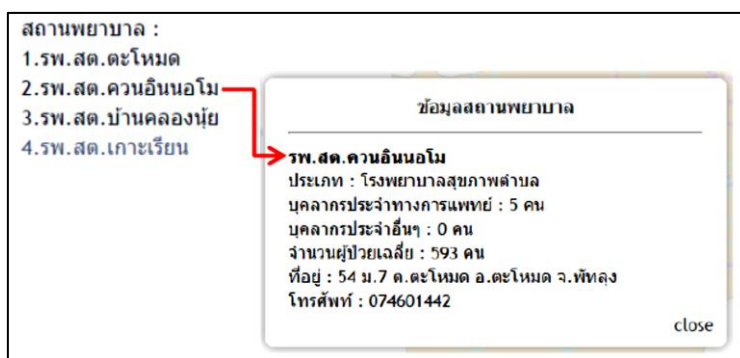 สถานพยาบาล :
1.รพ.สต.ตะโหมด
2.รพ.สต.ควนอินนอโม
3.รพ.สต.บ้านคลองนุ้ย
4.รพ.สต.เกาะเรียน
ข้อมูลสถานพยาบาล
รพ.สต.ควนอินนอโม
ประเภท : โรงพยาบาลสุขภาพตำบล
บุคลากรประจำทางการแพทย์ : 5 คน
บุคลากรประจำอื่นๆ : 0 คน
จำนวนผู้ป่วยเฉลี่ย : 593 คน
ที่อยู่ : 54 ม.7 ต.ตะโหมด อ.ตะโหมด จ.พัทลุง
โทรศัพท์ : 074601442
close